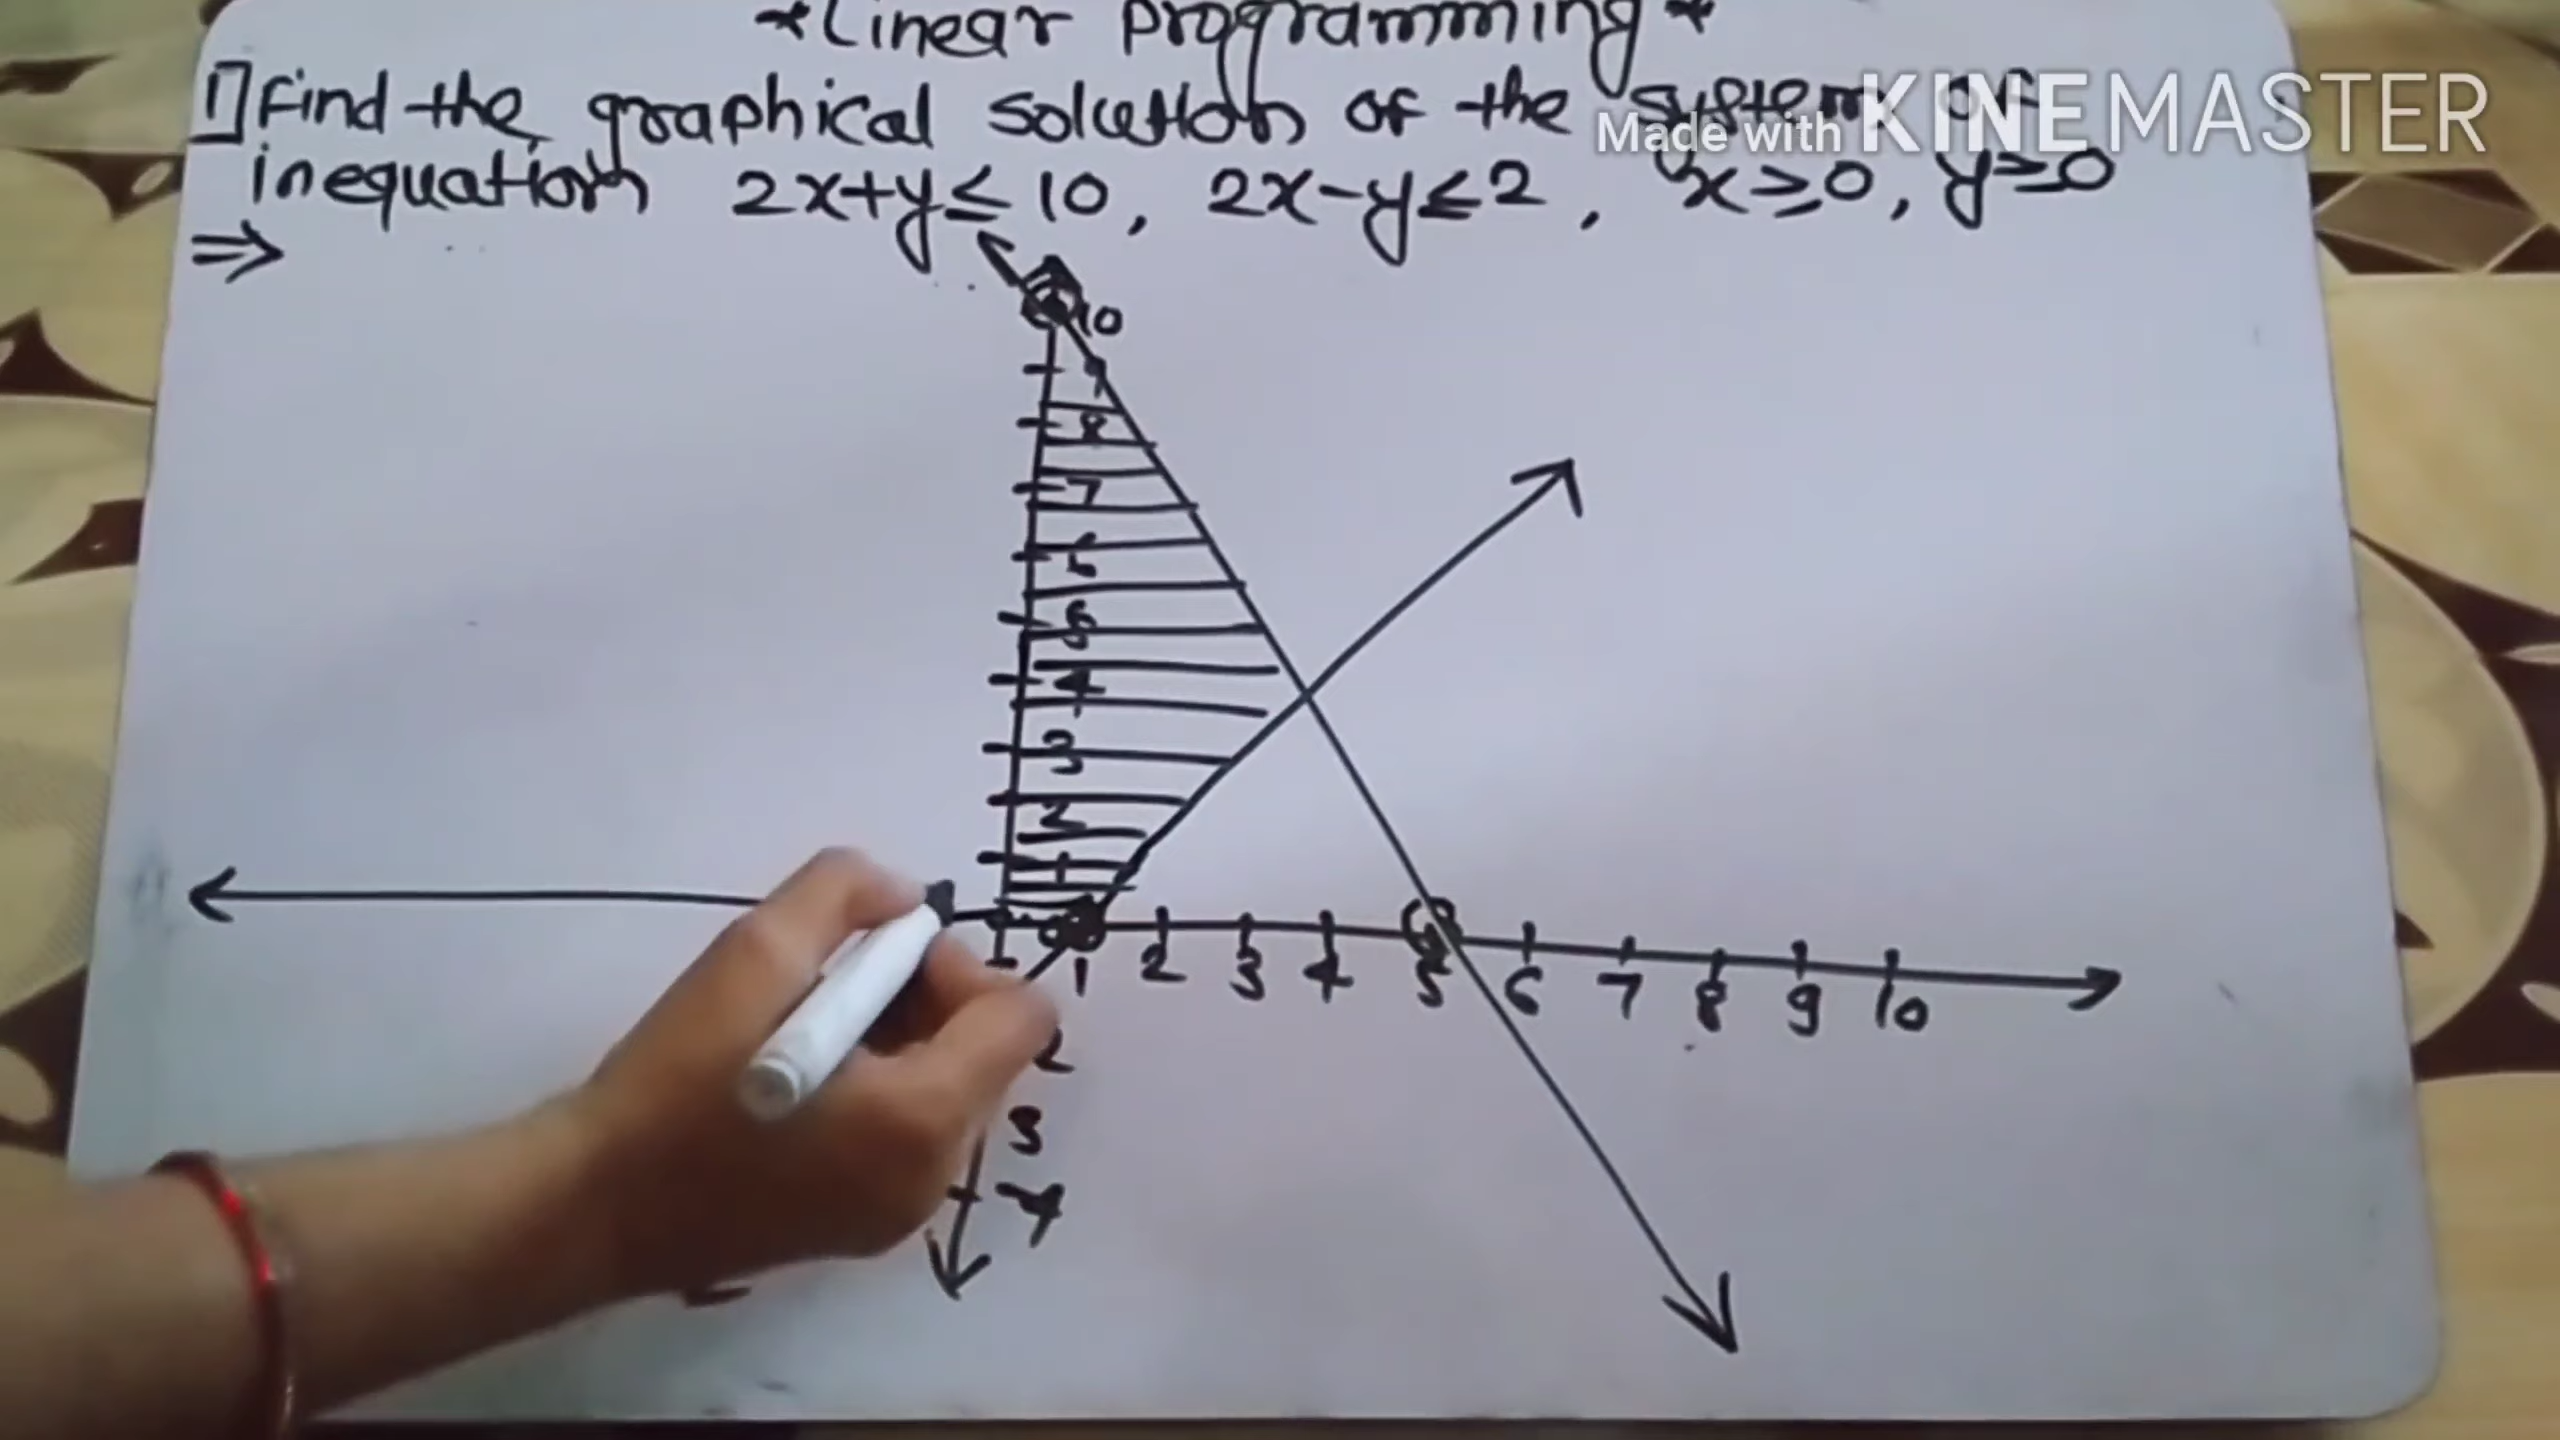 *Linear programming*
1] Find the graphical solution of the system of
Made with KINEMASTER
inequation 2x+y≤10, 2x-y≤2, x≥0, y≥0
⇒
10
9
8
7
6
5
4
3
2
1
1 2 3 4 5 6 7 8 9 10
2
3
4